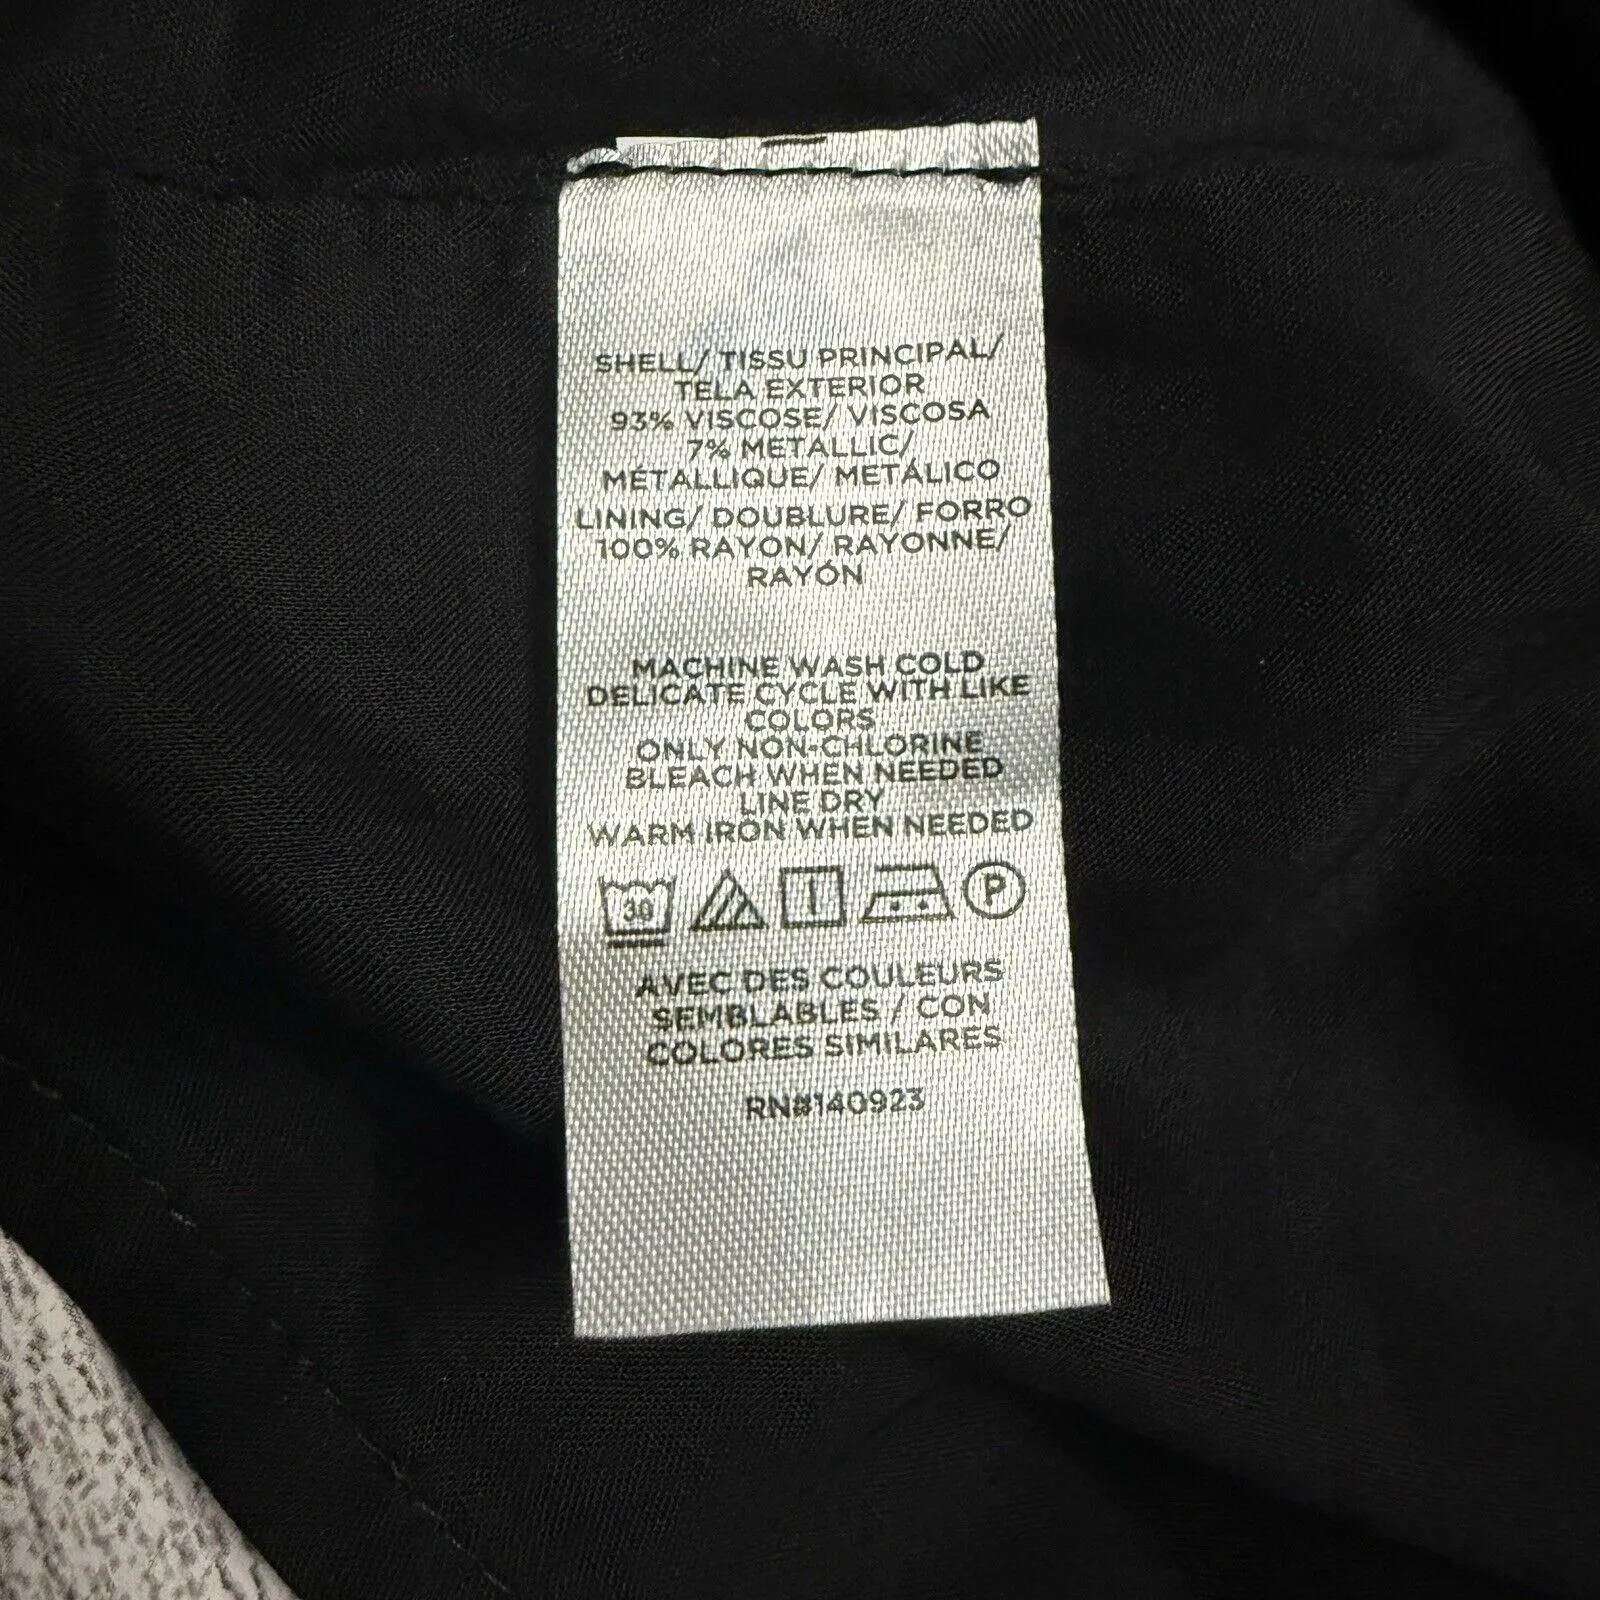 SHELL/ TISSU PRINCIPAL/
TELA EXTERIOR
93% VISCOSE/ VISCOSA
7% METALLIC/
MÉTALLIQUE/ METÁLICO
LINING/ DOUBLURE/ FORRO
100% RAYON/ RAYONNE/
RAYÓN
MACHINE WASH COLD
DELICATE CYCLE WITH LIKE
COLORS
ONLY NON-CHLORINE
BLEACH WHEN NEEDED
LINE DRY
WARM IRON WHEN NEEDED
30 P
AVEC DES COULEURS
SEMBLABLES / CON
COLORES SIMILARES
RN#140923